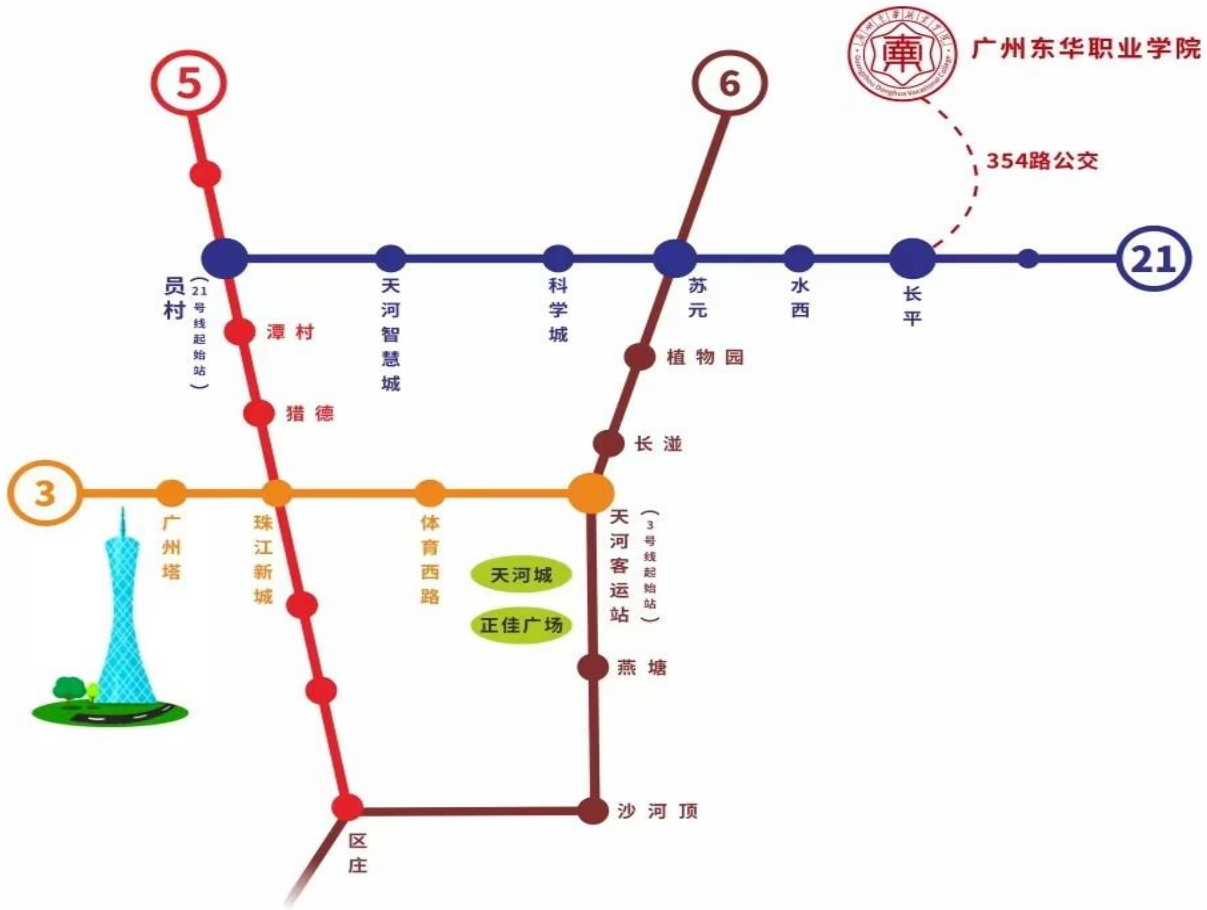 广州东华职业学院
Guangzhou Donghua Vocational College
354路公交
5
6
21
员村
（21号线起始站）
天河智慧城
科学城
苏元
水西
长平
潭村
猎德
植物园
长湴
3
广州塔
珠江新城
体育西路
天河客运站
（3号线起始站）
天河城
正佳广场
燕塘
沙河顶
区庄